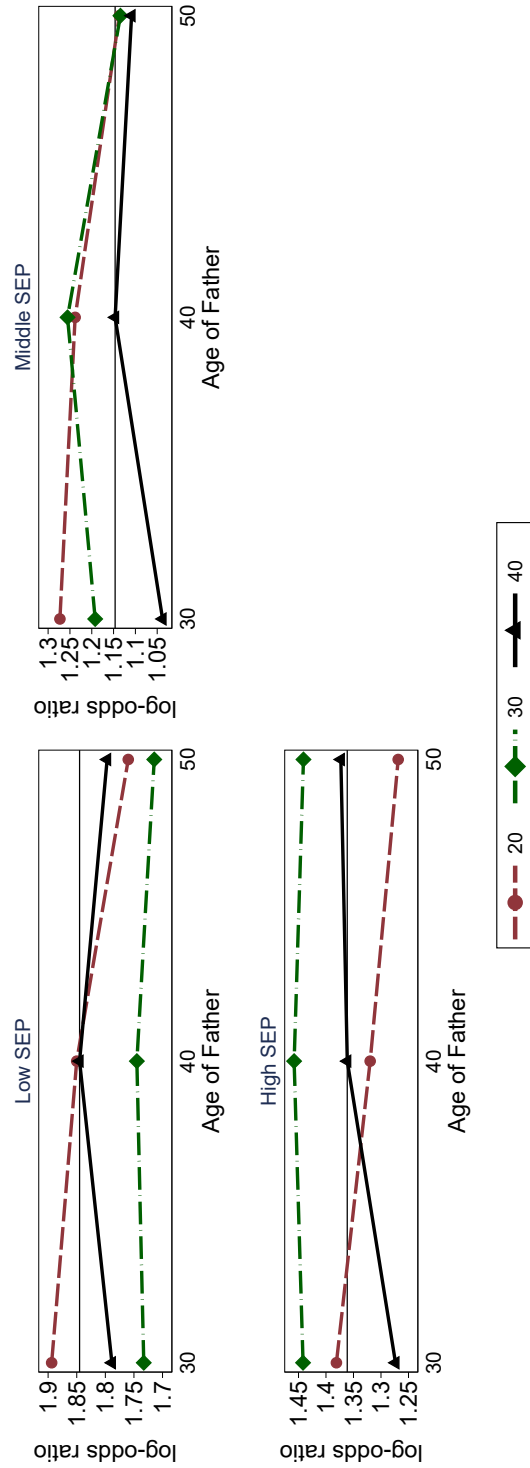 Low SEP
log-odds ratio
1.9
1.85
1.8
1.75
1.7
30 40 50
Age of Father
Middle SEP
log-odds ratio
1.3
1.25
1.2
1.15
1.1
1.05
30 40 50
Age of Father
High SEP
log-odds ratio
1.45
1.4
1.35
1.3
1.25
30 40 50
Age of Father
20 30 40